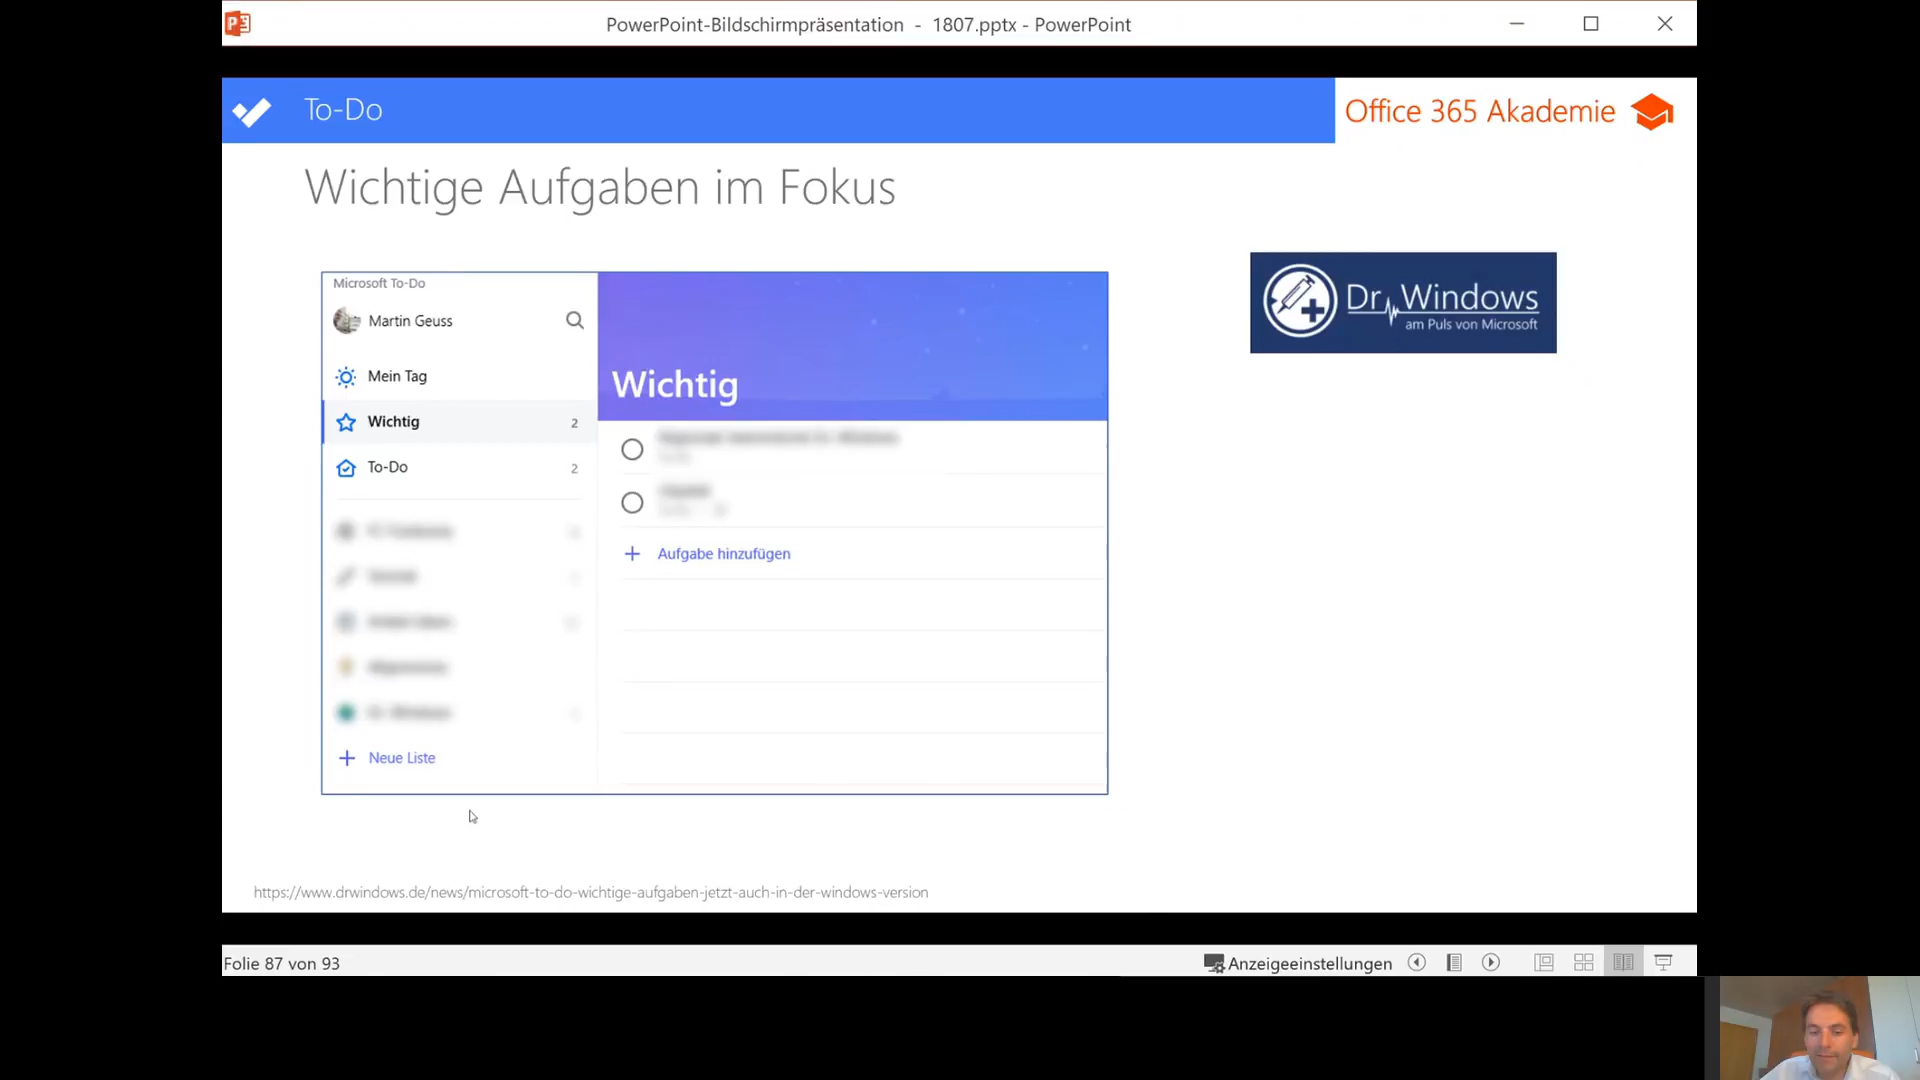 PowerPoint-Bildschirmpräsentation - 1807.pptx - PowerPoint
To-Do
Office 365 Akademie
Wichtige Aufgaben im Fokus
Microsoft To-Do
Martin Geuss
Mein Tag
Wichtig 2
To-Do 2
Neue Liste
Wichtig
Aufgabe hinzufügen
Dr. Windows
am Puls von Microsoft
https://www.drwindows.de/news/microsoft-to-do-wichtige-aufgaben-jetzt-auch-in-der-windows-version
Folie 87 von 93
Anzeigeeinstellungen